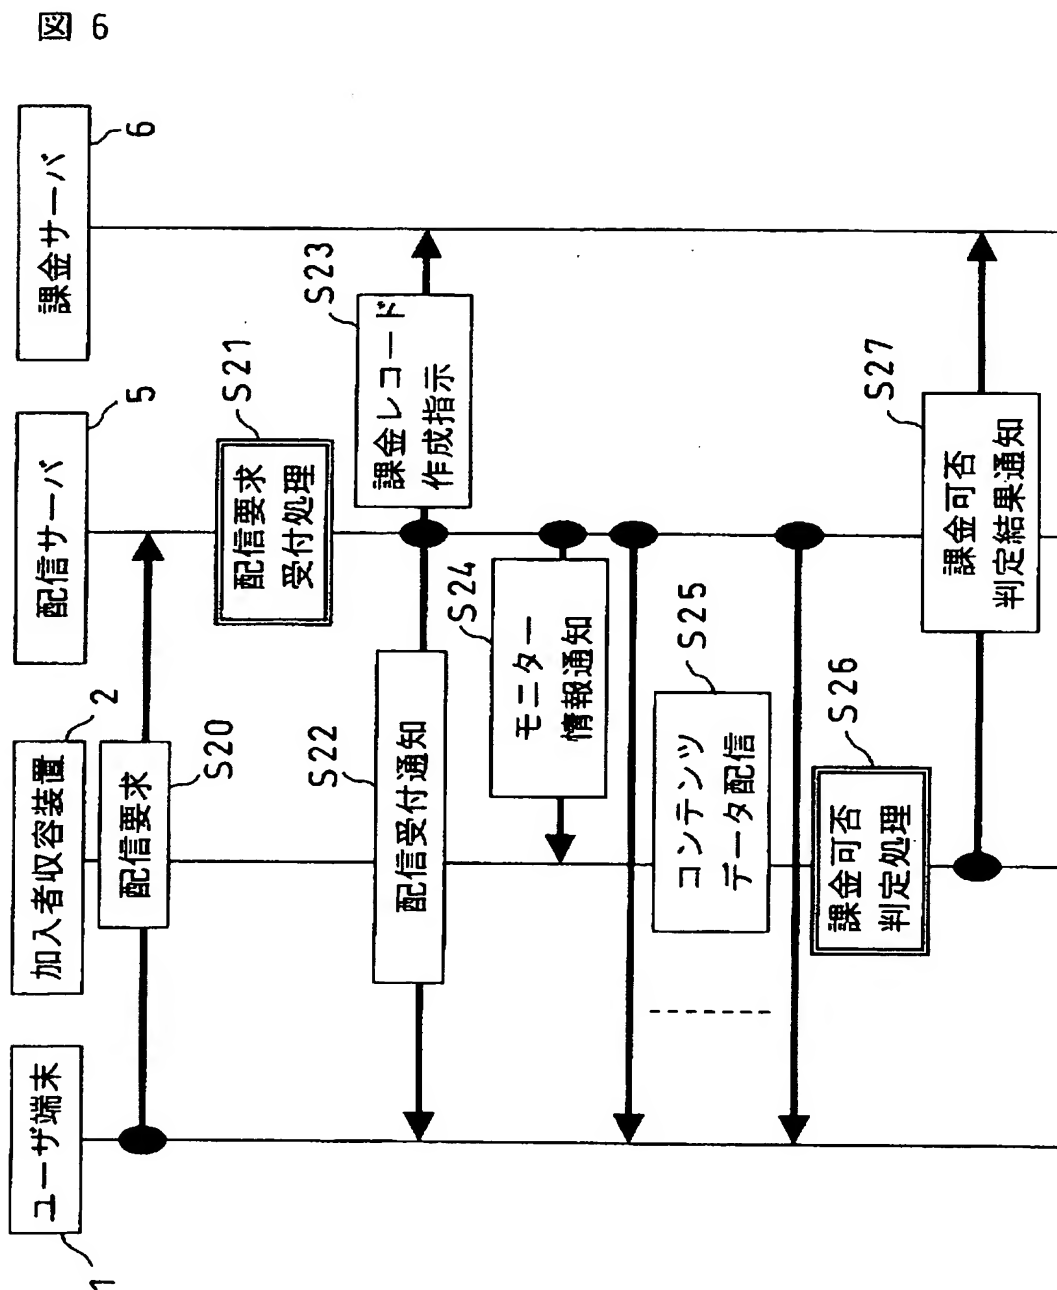 図 6
ユーザ端末
1
加入者収容装置
2
配信サーバ
5
課金サーバ
6
配信要求
S20
配信要求
受付処理
S21
配信受付通知
S22
課金レコード
作成指示
S23
モニター
情報通知
S24
コンテンツ
データ配信
S25
課金可否
判定処理
S26
課金可否
判定結果通知
S27